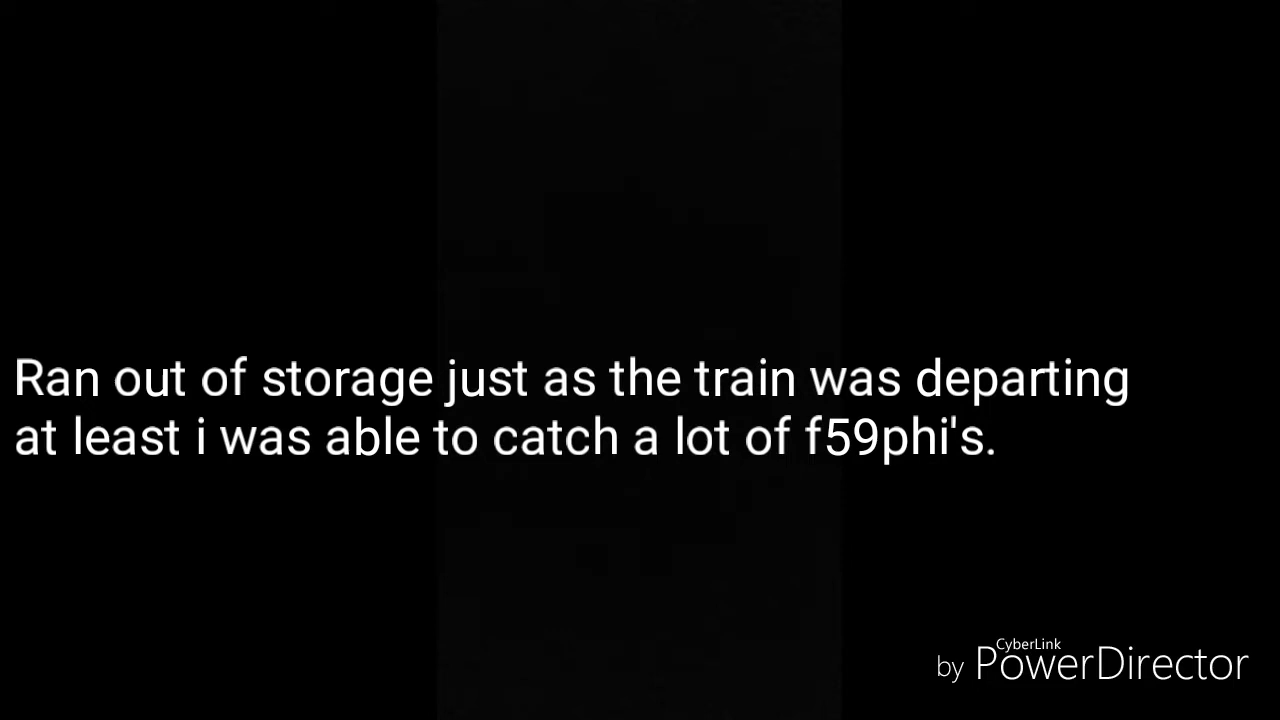 Ran out of storage just as the train was departing
at least i was able to catch a lot of f59phi's.
CyberLink
by PowerDirector